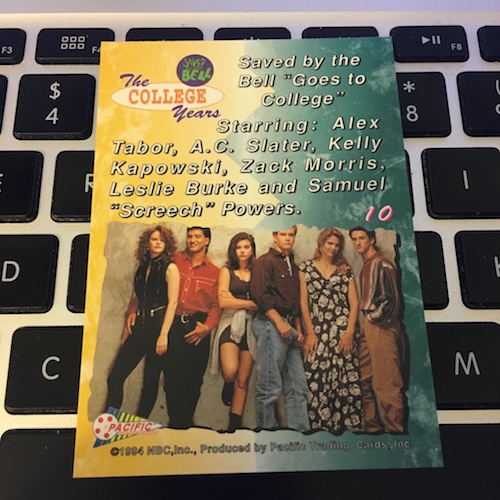 F3
F4
F8
SAVED
BY THE
BELL
The
COLLEGE
Years
Saved by the
Bell "Goes to
College"
Starring: Alex
Tabor, A.C. Slater, Kelly
Kapowski, Zack Morris,
Leslie Burke and Samuel
"Screech" Powers.
10
$
4
*
8
E
I
D
C
M
PACIFIC
©1994 NBC, Inc., Produced by Pacific Trading Cards, Inc.